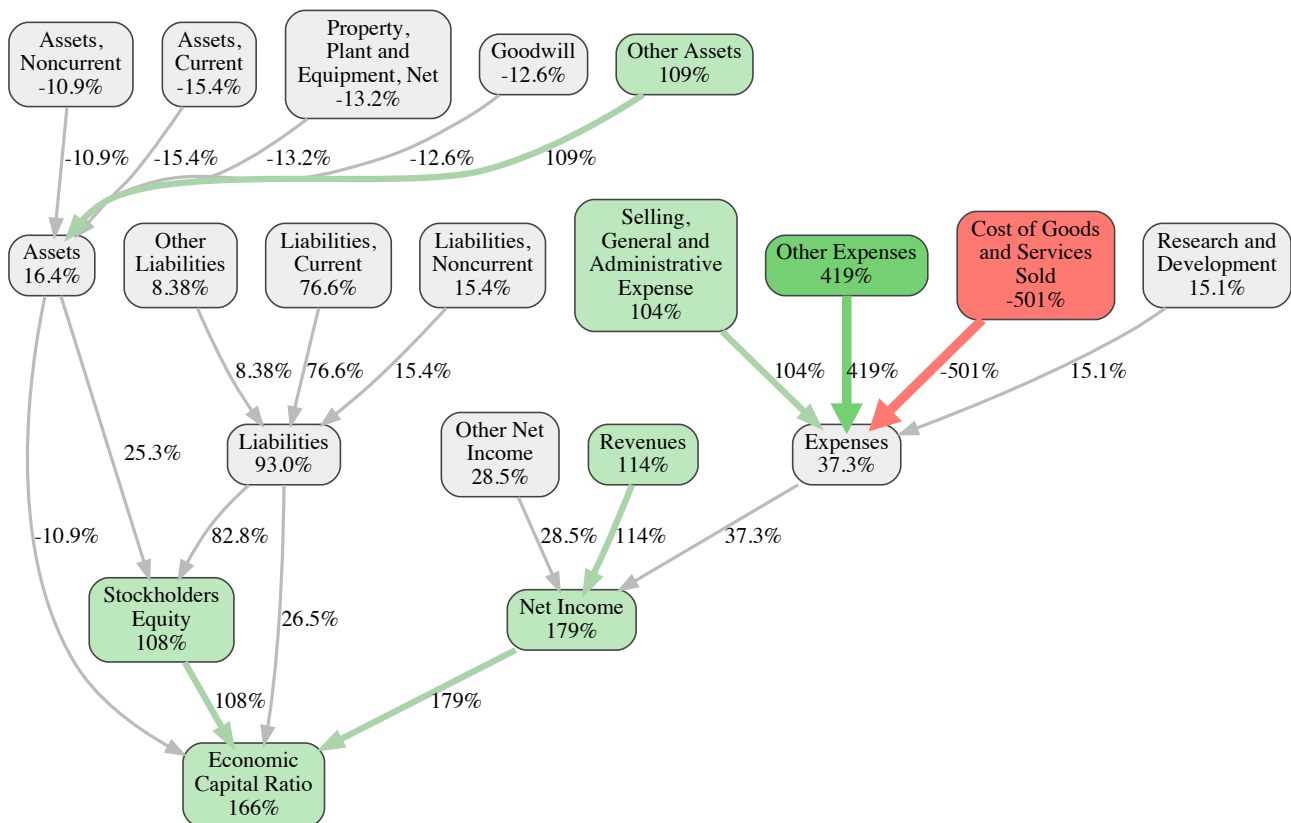 Assets,
Noncurrent
-10.9%
Assets,
Current
-15.4%
Property,
Plant and
Equipment, Net
-13.2%
Goodwill
-12.6%
Other Assets
109%
-10.9%
-15.4%
-13.2%
-12.6%
109%
Assets
16.4%
Other
Liabilities
8.38%
Liabilities,
Current
76.6%
Liabilities,
Noncurrent
15.4%
Selling,
General and
Administrative
Expense
104%
Other Expenses
419%
Cost of Goods
and Services
Sold
-501%
Research and
Development
15.1%
8.38%
76.6%
15.4%
104%
419%
-501%
15.1%
25.3%
Liabilities
93.0%
Other Net
Income
28.5%
Revenues
114%
Expenses
37.3%
-10.9%
82.8%
28.5%
114%
37.3%
Stockholders
Equity
108%
26.5%
Net Income
179%
108%
179%
Economic
Capital Ratio
166%